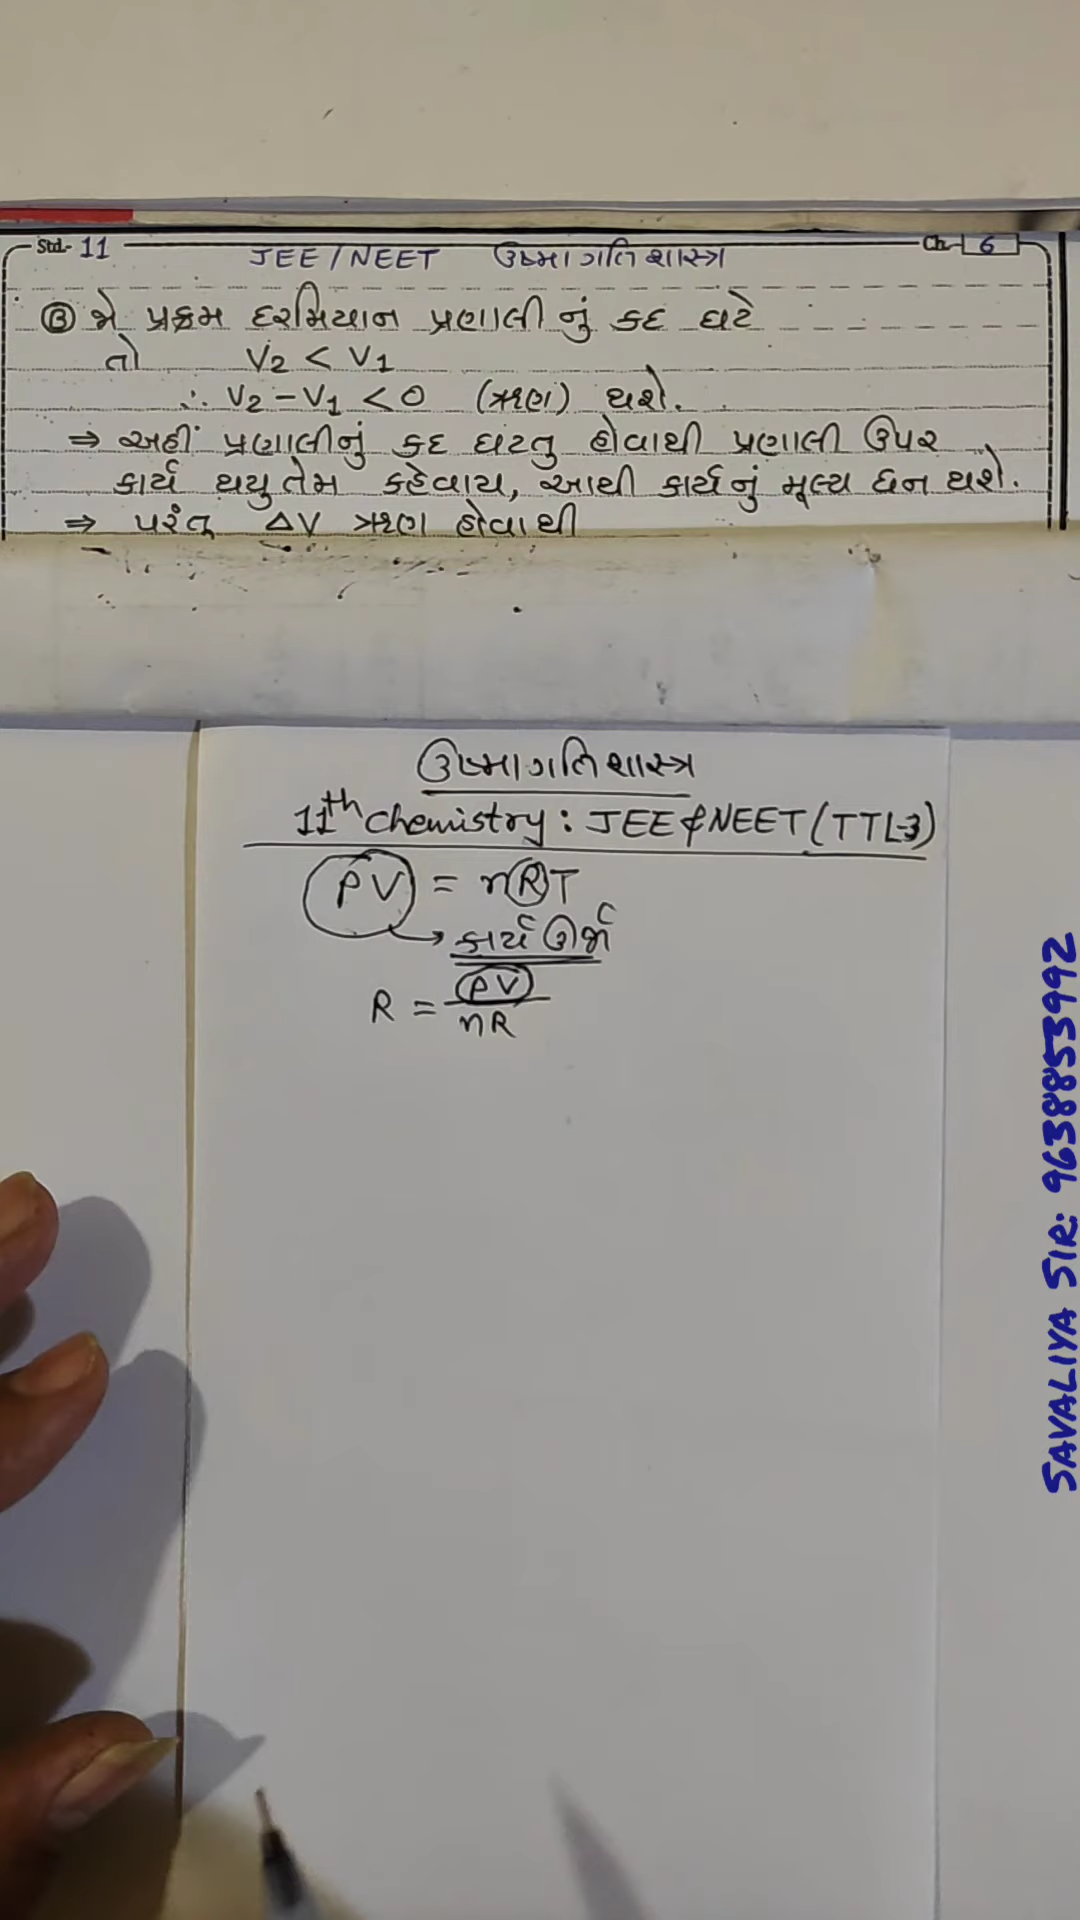 Std.- 11 JEE/NEET ઉષ્માગતિશાસ્ત્ર Ch. 6
(B) જો પ્રક્રમ દરમિયાન પ્રણાલીનું કદ ઘટે
તો V2 < V1
∴ V2 - V1 < 0 (ઋણ) થશે.
⇒ અહીં પ્રણાલીનું કદ ઘટતુ હોવાથી પ્રણાલી ઉપર
કાર્ય થયુ તેમ કહેવાય, આથી કાર્યનું મૂલ્ય ધન થશે.
⇒ પરંતુ ΔV ઋણ હોવાથી
ઉષ્માગતિશાસ્ત્ર
11th chemistry: JEE & NEET (TTL-3)
PV = nRT
→ કાર્ય ઊર્જા
R = PV / nR
SAVALIYA SIR: 9638853992